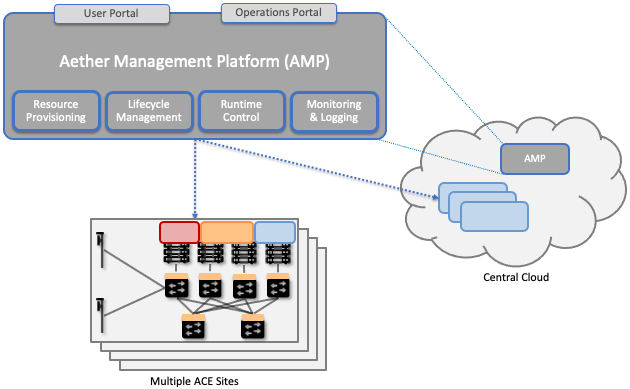 User Portal
Operations Portal
Aether Management Platform (AMP)
Resource
Provisioning
Lifecycle
Management
Runtime
Control
Monitoring
& Logging
AMP
Central Cloud
Multiple ACE Sites